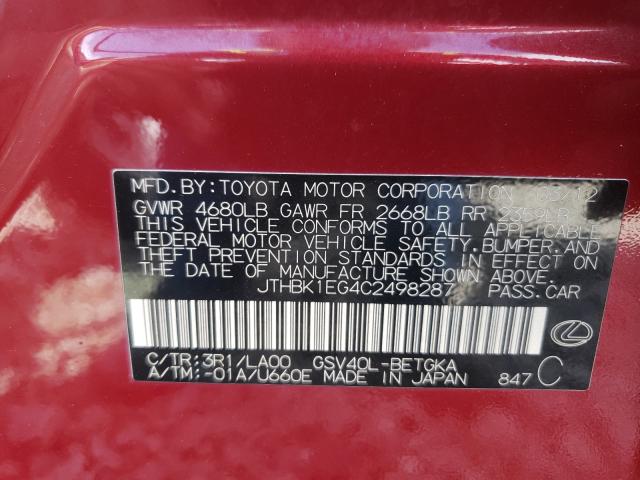 MFD.BY:TOYOTA MOTOR CORPORATION
GVWR 4680LB GAWR FR 2668LB RR 2359LB
THIS VEHICLE CONFORMS TO ALL APPLICABLE
FEDERAL MOTOR VEHICLE SAFETY,BUMPER,AND
THEFT PREVENTION STANDARDS IN EFFECT ON
THE DATE OF MANUFACTURE SHOWN ABOVE.
JTHBK1EG4C2498287 PASS.CAR
C/TR:3R1/LA00 GSV40L-BETGKA
A/TM:-01A/U660E MADE IN JAPAN 847 C